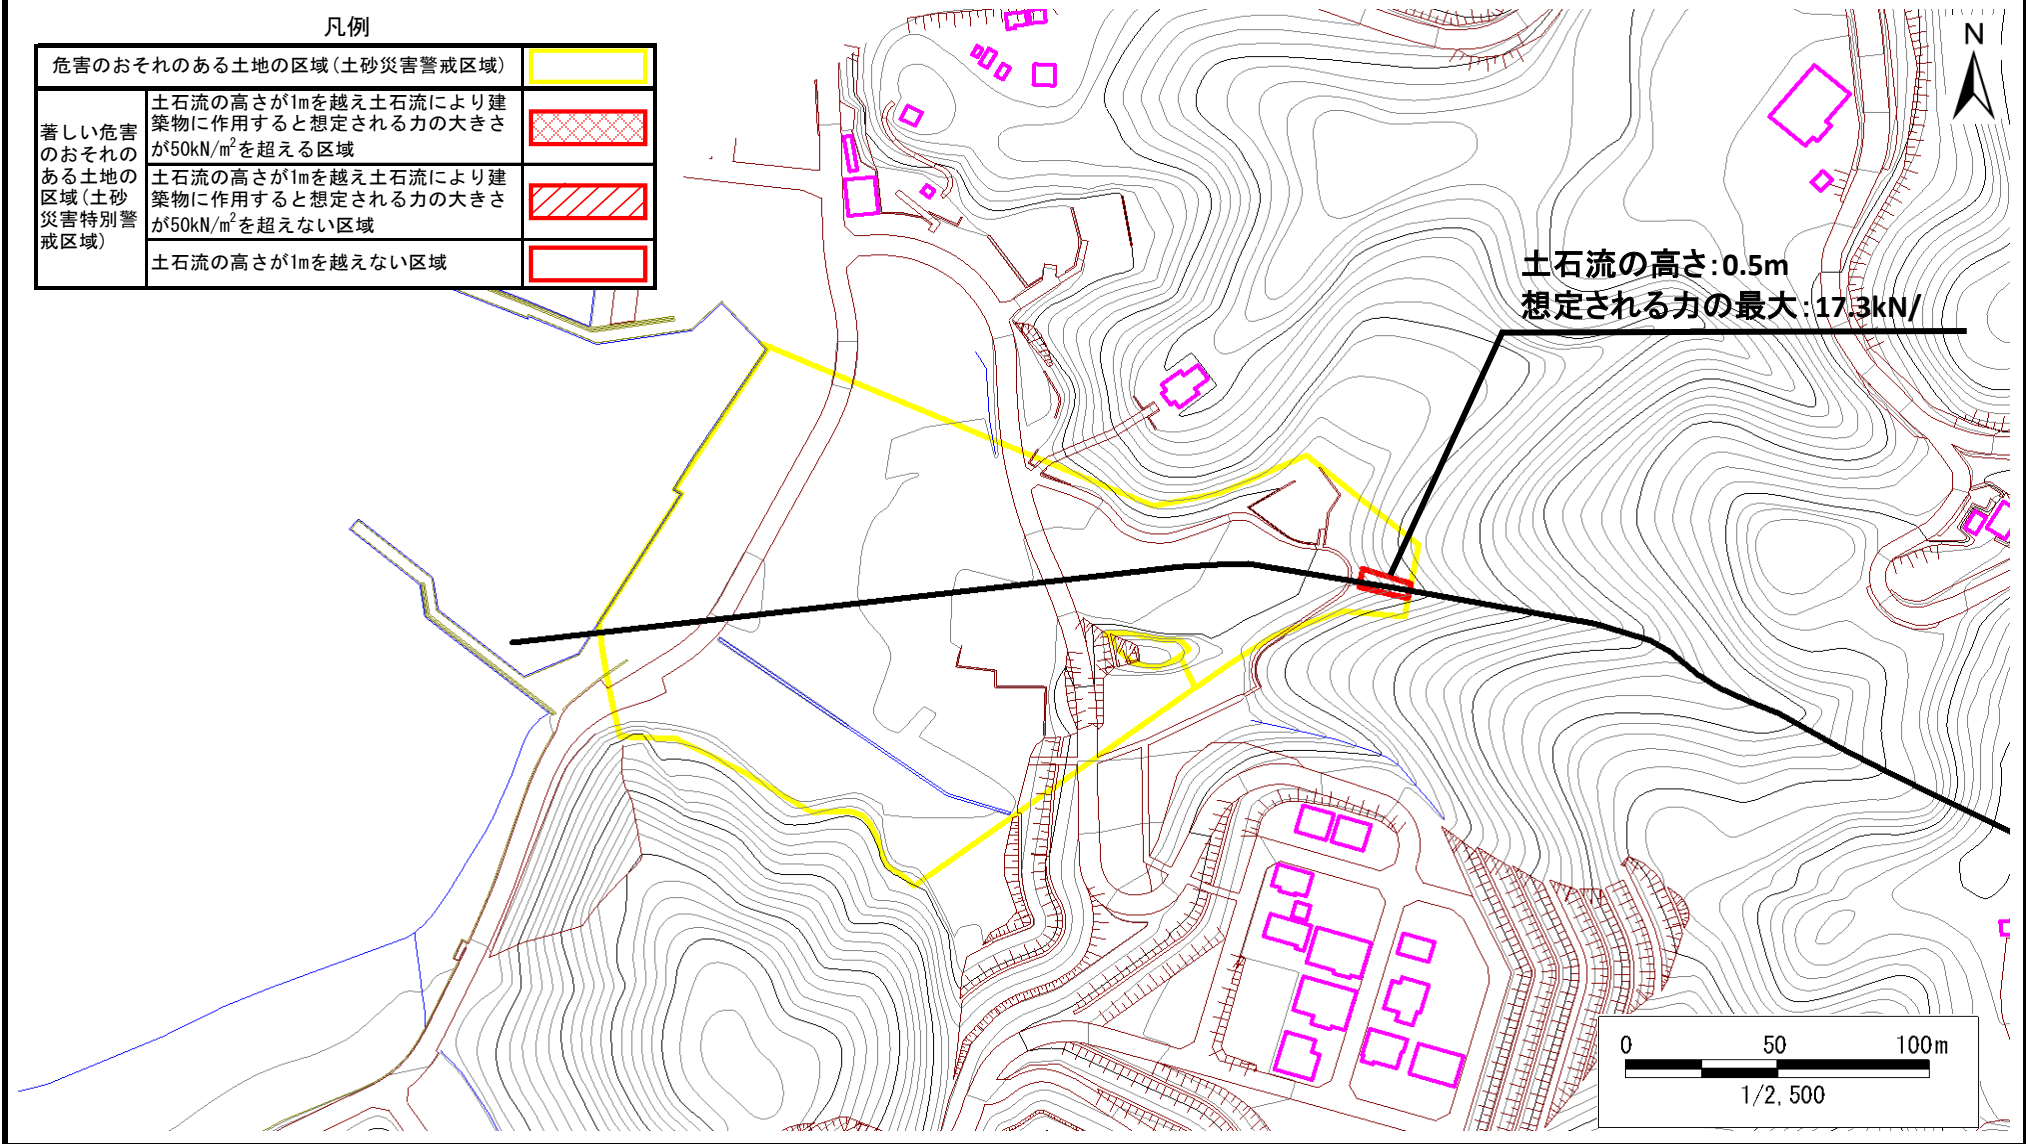 凡例
危害のおそれのある土地の区域(土砂災害警戒区域)
著しい危害
のおそれの
ある土地の
区域(土砂
災害特別警
戒区域)
土石流の高さが1mを越え土石流により建
築物に作用すると想定される力の大きさ
が50kN/m²を超える区域
土石流の高さが1mを越え土石流により建
築物に作用すると想定される力の大きさ
が50kN/m²を超えない区域
土石流の高さが1mを越えない区域
N
土石流の高さ:0.5m
想定される力の最大:17.3kN/
0 50 100m
1/2,500